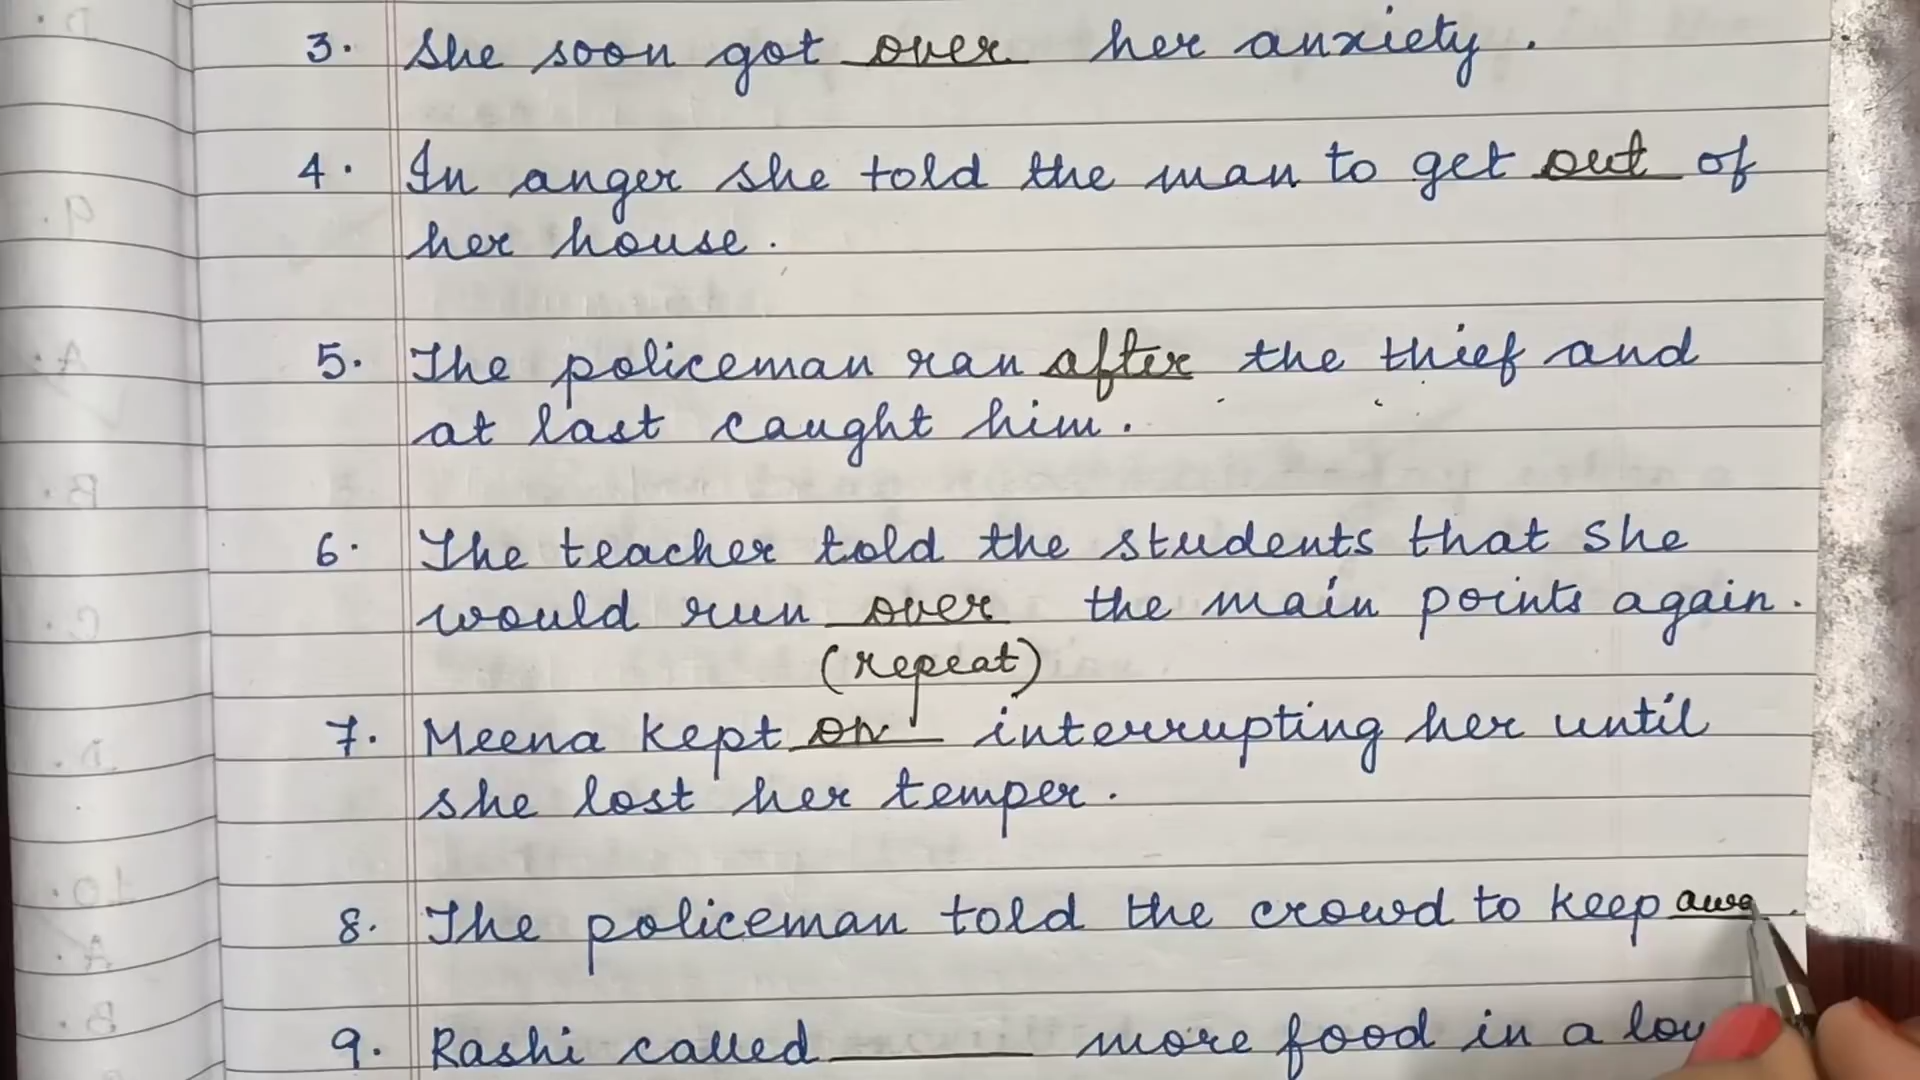 3. She soon got over her anxiety.
4. In anger she told the man to get out of
her house.
5. The policeman ran after the thief and
at last caught him.
6. The teacher told the students that she
would run over the main points again.
(repeat)
7. Meena kept on interrupting her until
she lost her temper.
8. The policeman told the crowd to keep awa
9. Rashi called ______ more food in a lou